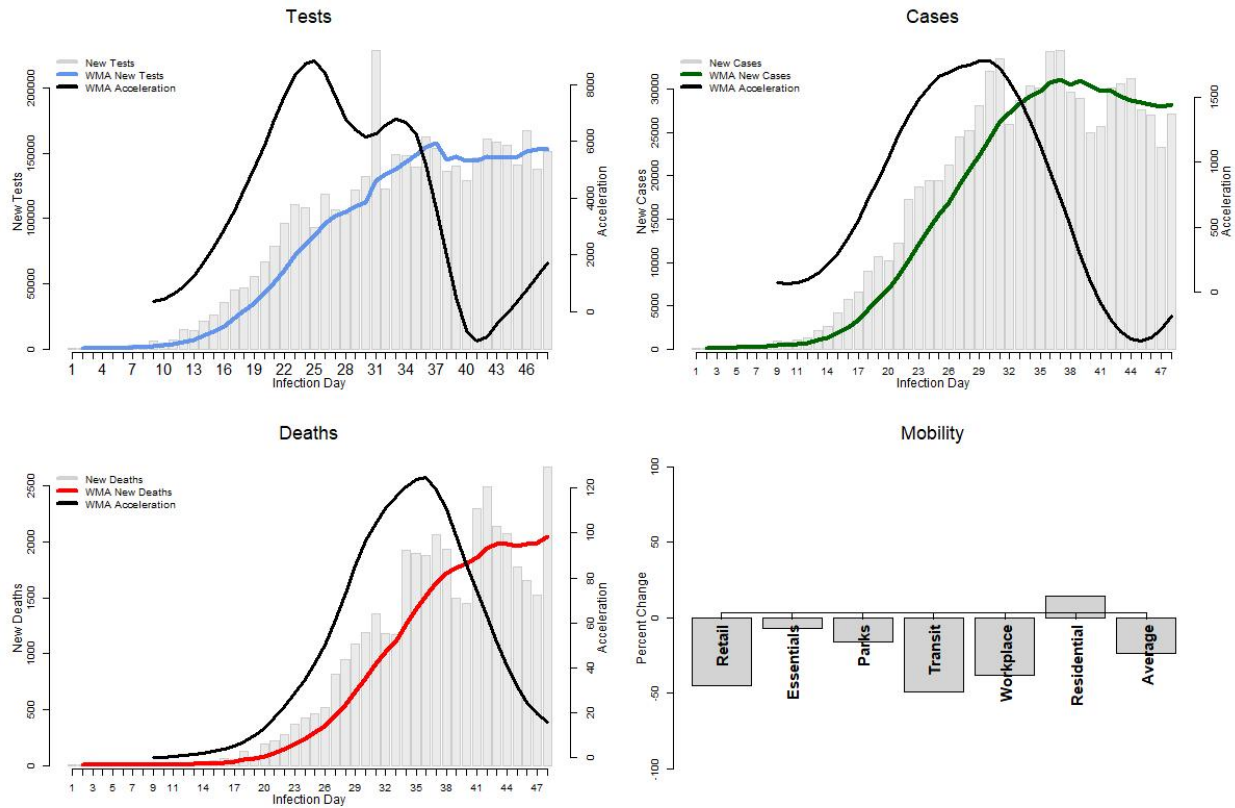 Tests
New Tests
WMA New Tests
WMA Acceleration
New Tests
0 50000 100000 150000 200000
Acceleration
0 2000 4000 6000 8000
1 4 7 10 13 16 19 22 25 28 31 34 37 40 43 46
Infection Day
Cases
New Cases
WMA New Cases
WMA Acceleration
New Cases
0 50000 10000 15000 20000 25000 30000
Acceleration
0 500 1000 1500
1 3 5 7 9 11 14 17 20 23 26 29 32 35 38 41 44 47
Infection Day
Deaths
New Deaths
WMA New Deaths
WMA Acceleration
New Deaths
0 500 1000 1500 2000 2500
Acceleration
0 20 40 60 80 100 120
1 3 5 7 9 11 14 17 20 23 26 29 32 35 38 41 44 47
Infection Day
Mobility
Percent Change
-100 -50 0 50 100
Retail
Essentials
Parks
Transit
Workplace
Residential
Average